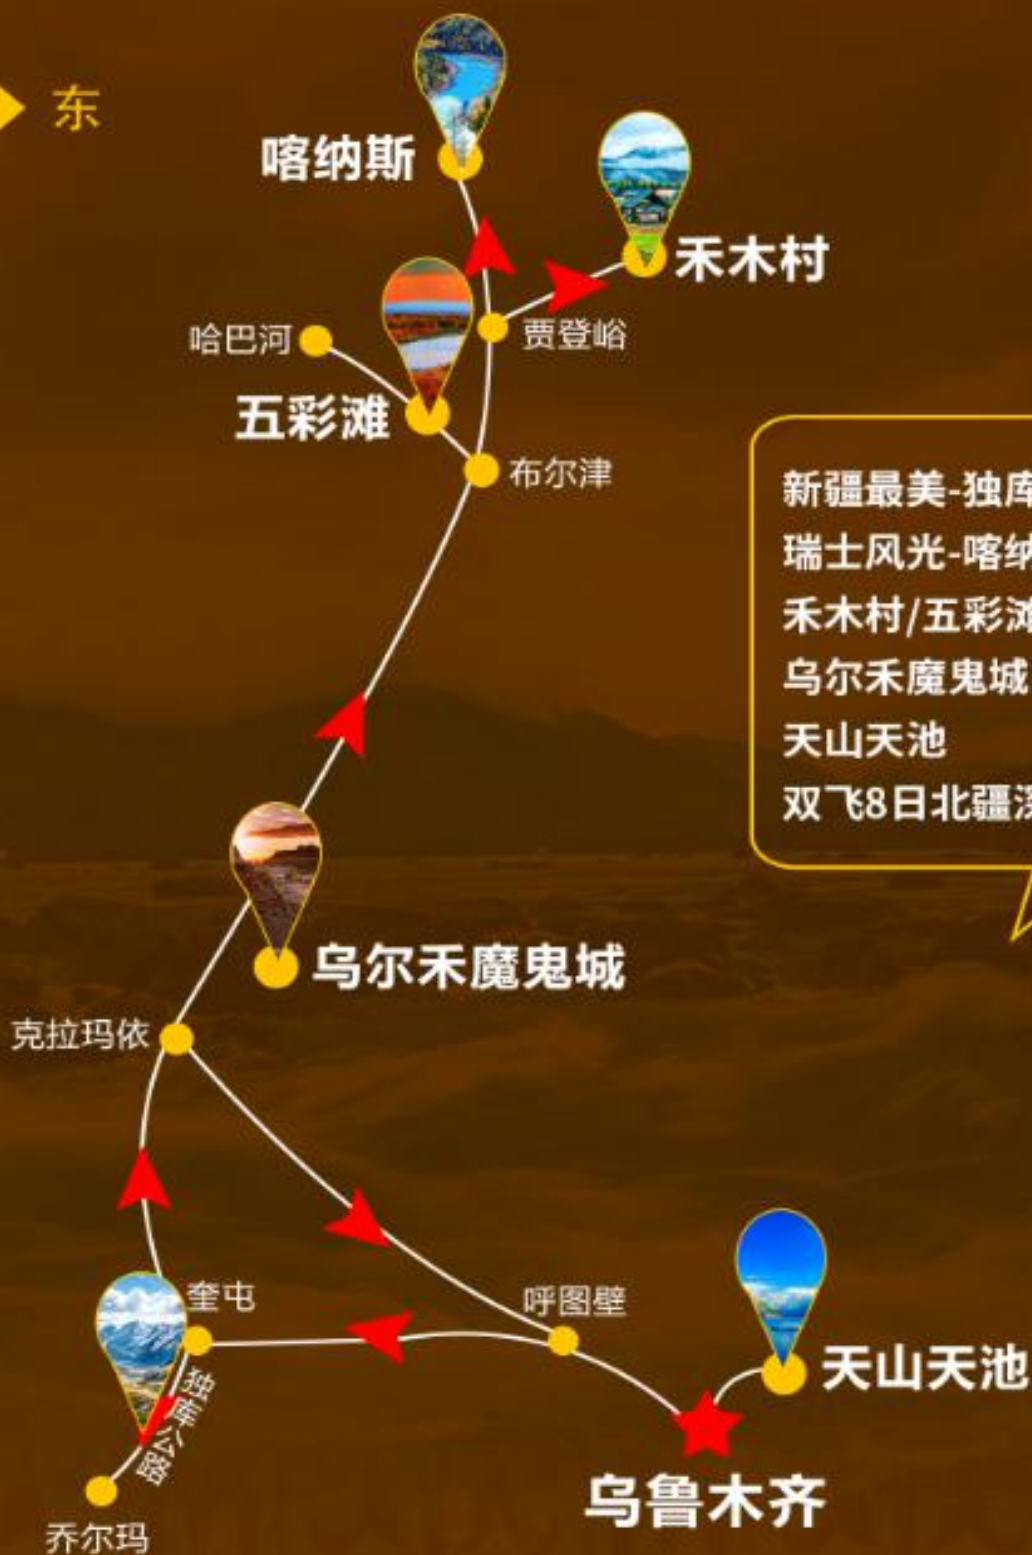 东
喀纳斯
禾木村
哈巴河
贾登峪
五彩滩
布尔津
新疆最美-独库
瑞士风光-喀纳
禾木村/五彩滩
乌尔禾魔鬼城
天山天池
双飞8日北疆深
乌尔禾魔鬼城
克拉玛依
奎屯
呼图壁
天山天池
独库公路
乌鲁木齐
乔尔玛